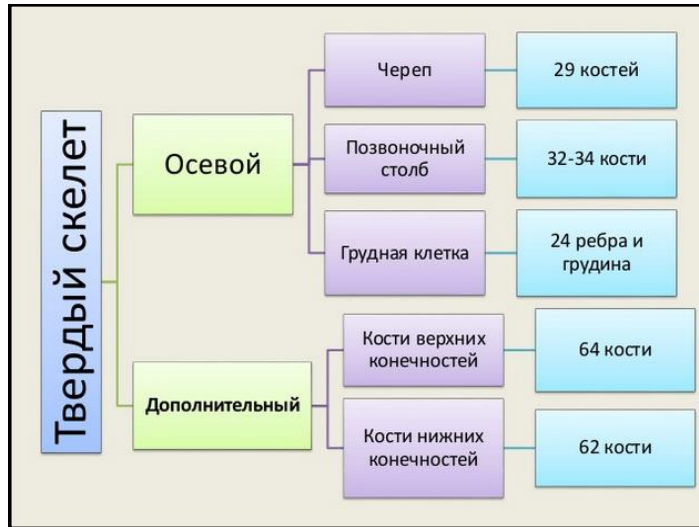 Твердый скелет
Осевой
Череп
29 костей
Позвоночный
столб
32-34 кости
Грудная клетка
24 ребра и
грудина
Дополнительный
Кости верхних
конечностей
64 кости
Кости нижних
конечностей
62 кости